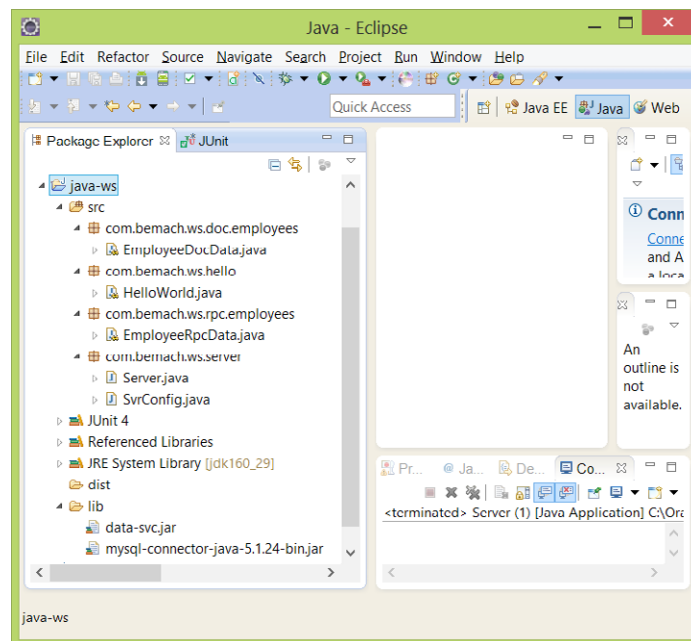 Java - Eclipse
File Edit Refactor Source Navigate Search Project Run Window Help
Quick Access
Java EE
Java
Web
Package Explorer
JUnit
java-ws
src
com.bemach.ws.doc.employees
EmployeeDocData.java
com.bemach.ws.hello
HelloWorld.java
com.bemach.ws.rpc.employees
EmployeeRpcData.java
com.bemach.ws.server
Server.java
SvrConfig.java
JUnit 4
Referenced Libraries
JRE System Library [jdk160_29]
dist
lib
data-svc.jar
mysql-connector-java-5.1.24-bin.jar
Conn
Conne
and A
a loca
An
outline is
not
available.
Pr... @ Ja... De... Co...
<terminated> Server (1) [Java Application] C:\Ora
java-ws